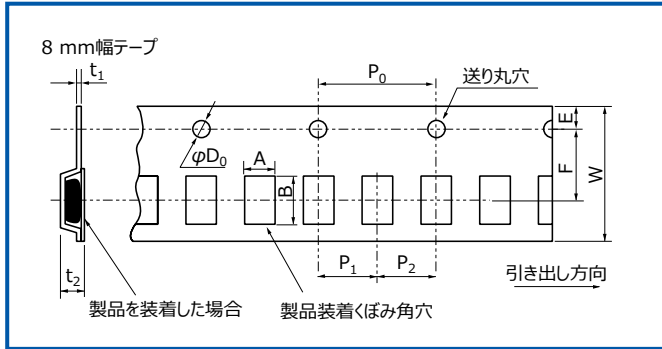 8 mm幅テープ
t1
P0
送り丸穴
E
φD0
A
B
F
W
P1
P2
引き出し方向
t2
製品を装着した場合
製品装着くぼみ角穴